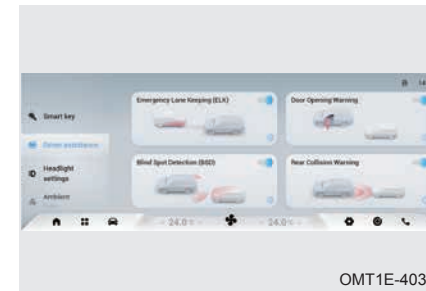 Emergency Lane Keeping (ELK)
Door Opening Warning
Smart key
Driver assistance
Blind Spot Detection (BSD)
Rear Collision Warning
Headlight
settings
Ambient
24.0
24.0
OMT1E-403